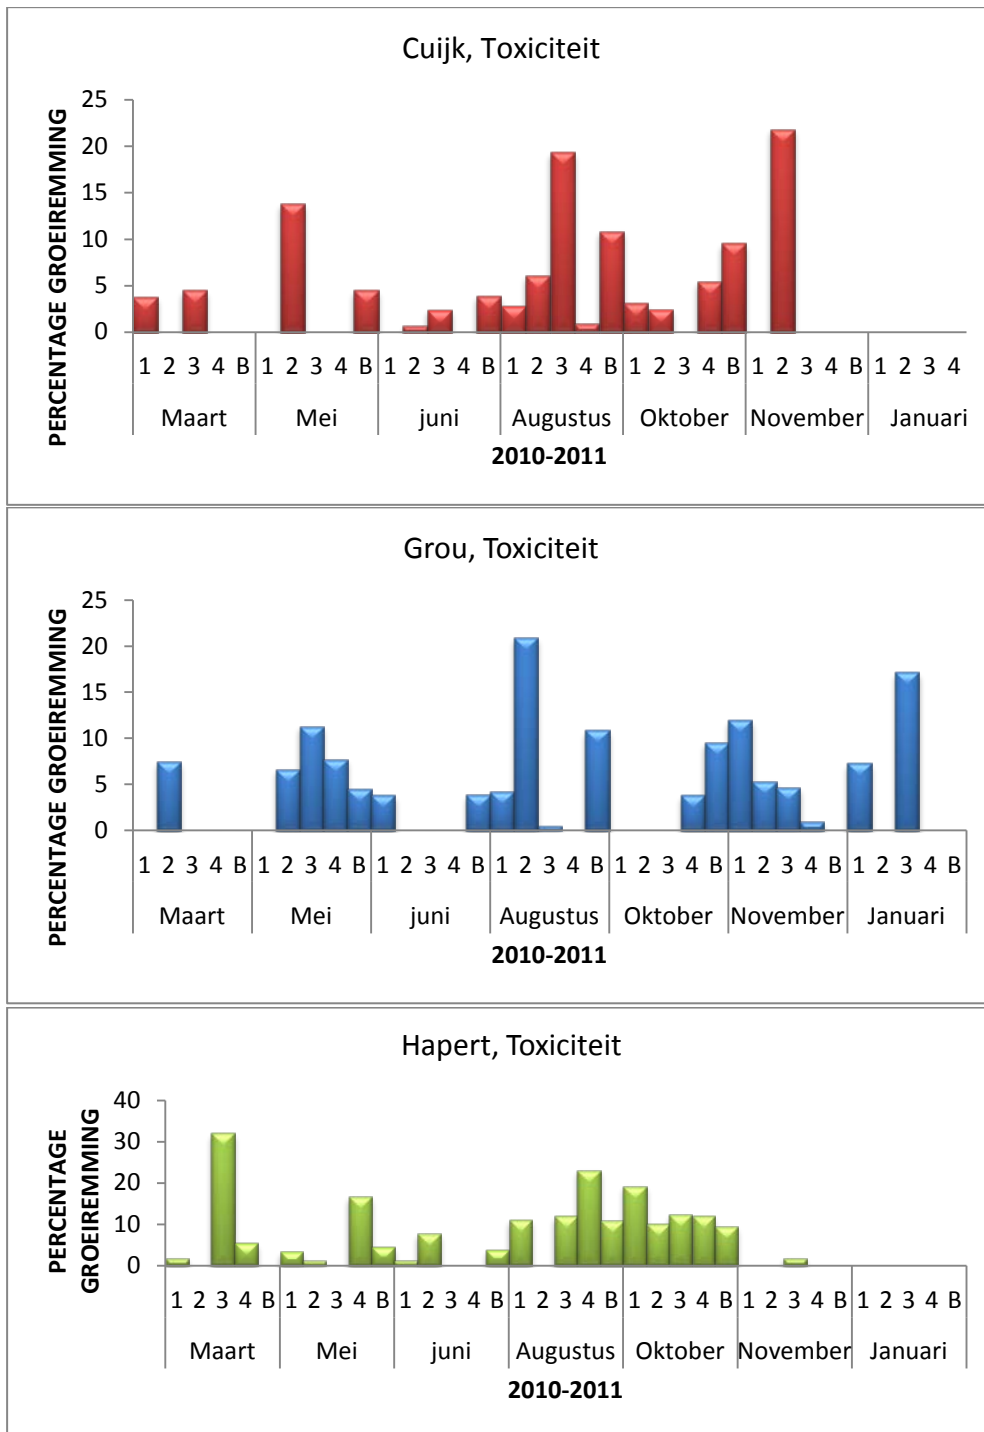 Cuijk, Toxiciteit
PERCENTAGE GROEIREMMING
25
20
15
10
5
0
1 2 3 4 B 1 2 3 4 B 1 2 3 4 B 1 2 3 4 B 1 2 3 4 B 1 2 3 4 B 1 2 3 4
Maart Mei juni Augustus Oktober November Januari
2010-2011
Grou, Toxiciteit
PERCENTAGE GROEIREMMING
25
20
15
10
5
0
1 2 3 4 B 1 2 3 4 B 1 2 3 4 B 1 2 3 4 B 1 2 3 4 B 1 2 3 4 B 1 2 3 4 B
Maart Mei juni Augustus Oktober November Januari
2010-2011
Hapert, Toxiciteit
PERCENTAGE
GROEIREMMING
40
30
20
10
0
1 2 3 4 B 1 2 3 4 B 1 2 3 4 B 1 2 3 4 B 1 2 3 4 B 1 2 3 4 B 1 2 3 4 B
Maart Mei juni Augustus Oktober November Januari
2010-2011